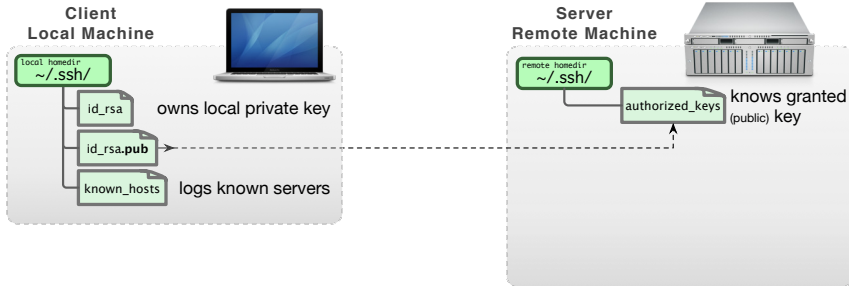 Client
Local Machine
local homedir
~/.ssh/
id_rsa
owns local private key
id_rsa.pub
known_hosts
logs known servers
Server
Remote Machine
remote homedir
~/.ssh/
authorized_keys
knows granted
(public) key